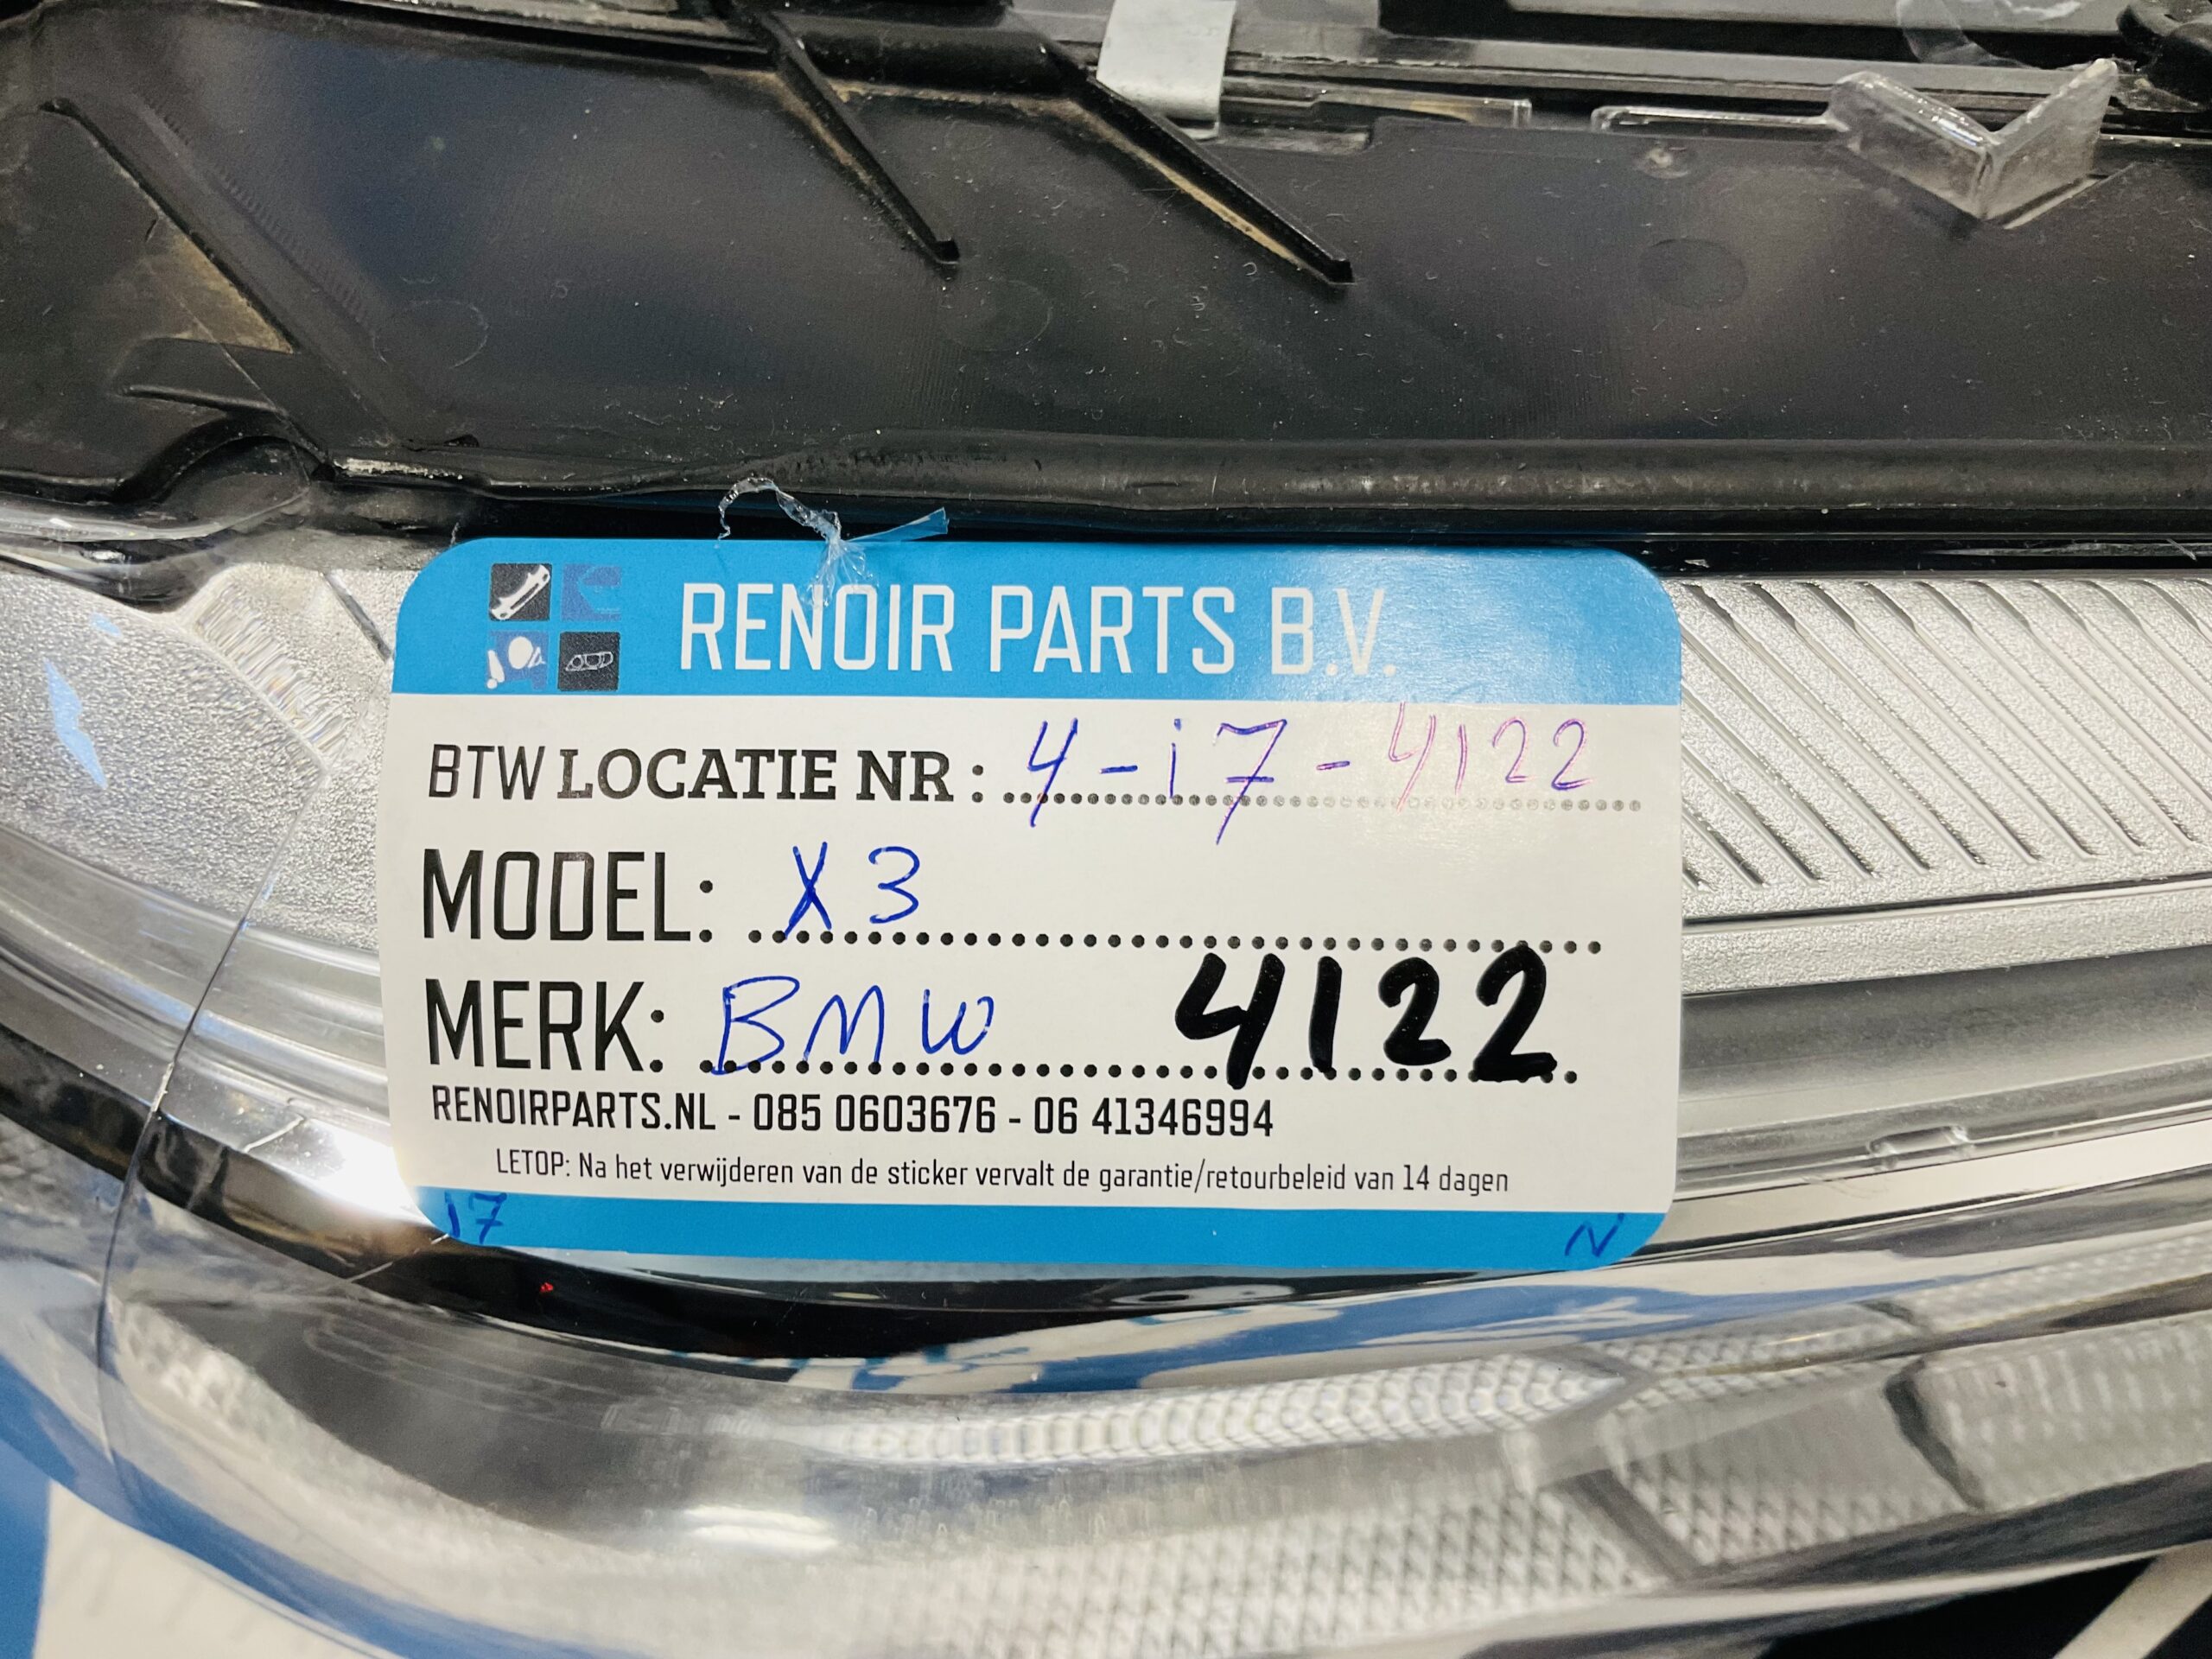 RENOIR PARTS B.V.
BTW LOCATIE NR : 4-i7-4122
MODEL: X3
MERK: BMW 4122
RENOIRPARTS.NL - 085 0603676 - 06 41346994
LETOP: Na het verwijderen van de sticker vervalt de garantie/retourbeleid van 14 dagen
17 N